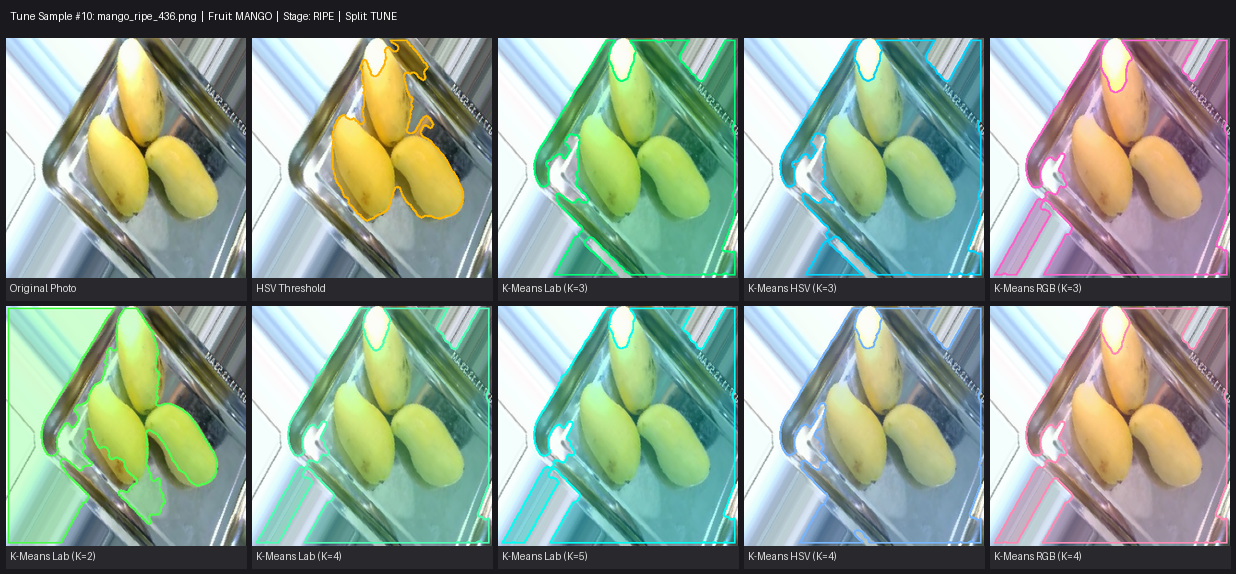 Tune Sample #10: mango_ripe_436.png | Fruit: MANGO | Stage: RIPE | Split: TUNE
Original Photo
HSV Threshold
K-Means Lab (K=3)
K-Means HSV (K=3)
K-Means RGB (K=3)
K-Means Lab (K=2)
K-Means Lab (K=4)
K-Means Lab (K=5)
K-Means HSV (K=4)
K-Means RGB (K=4)